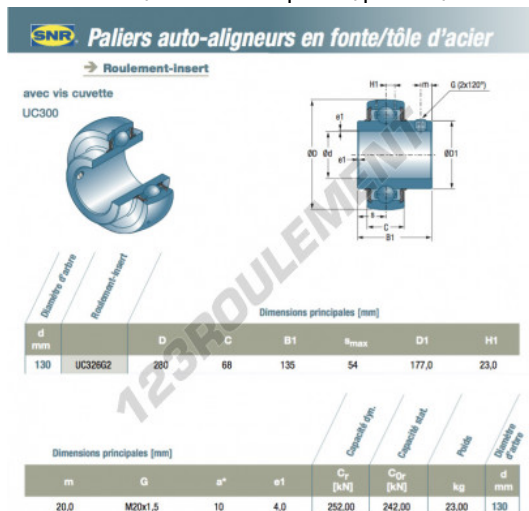 SNR Paliers auto-aligneurs en fonte/tôle d'acier
Roulement-insert
avec vis cuvette
UC300
H1 m G (2x120°)
e1
ØD Ød ØD1
e1
s
C
B1
123ROULEMENT
Diamètre d'arbre Roulement-Insert
Dimensions principales [mm]
d mm D C B1 smax D1 H1
130 UC326G2 280 68 135 54 177,0 23,0
Capacité dyn. Capacité stat. Poids Diamètre d'arbre
Dimensions principales [mm]
m G a* e1 Cr [kN] C0r [kN] kg d mm
20,0 M20x1,5 10 4,0 252,00 242,00 23,00 130